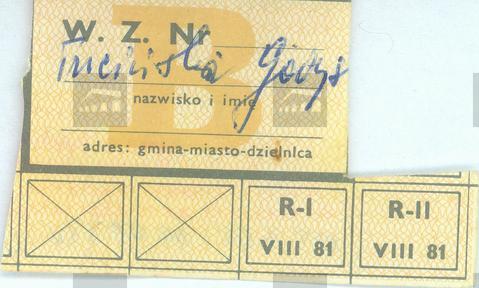 W. Z. Nr
nazwisko i imię
adres: gmina-miasto-dzielnica
R-I
VIII 81
R-II
VIII 81